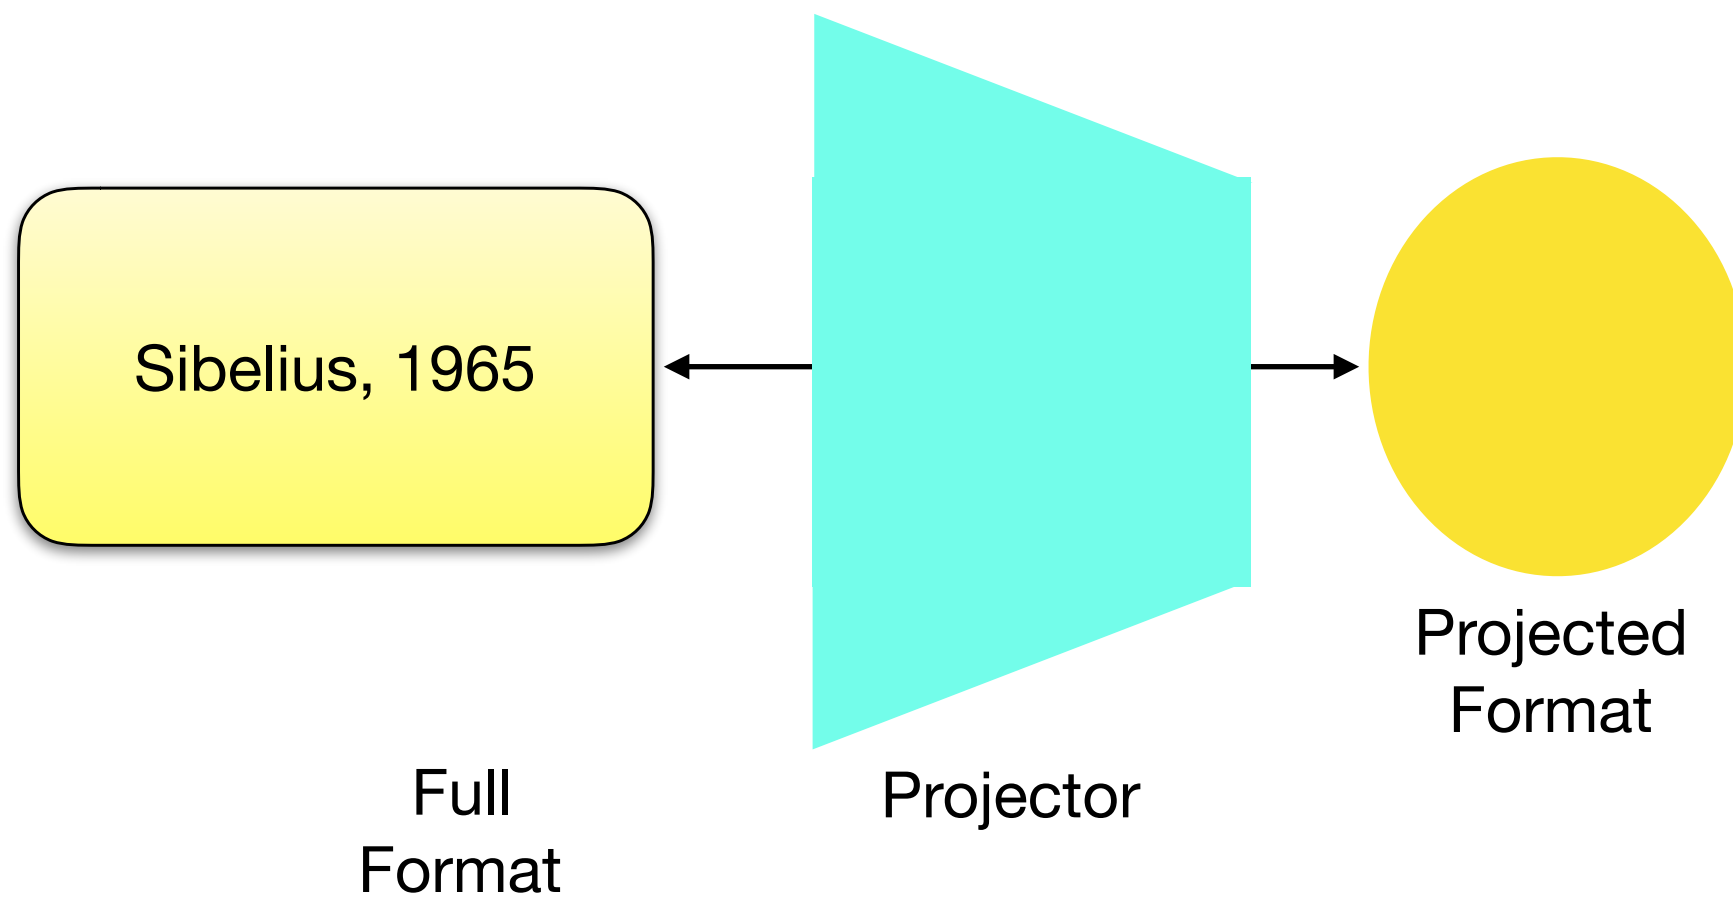 Sibelius, 1965
Projected
Format
Full
Format
Projector